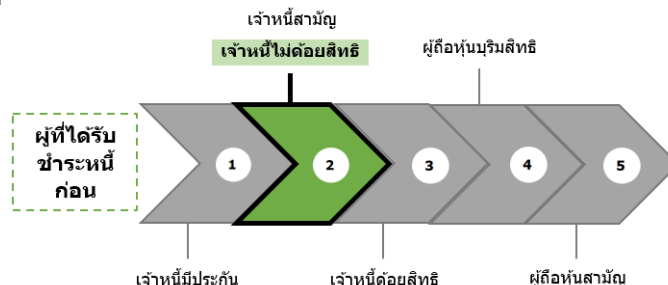 เจ้าหนี้สามัญ
เจ้าหนี้ไม่ด้อยสิทธิ
ผู้ถือหุ้นบุริมสิทธิ
ผู้ที่ได้รับ
ชำระหนี้
ก่อน
1
2
3
4
5
เจ้าหนี้มีประกัน
เจ้าหนี้ด้อยสิทธิ
ผู้ถือหุ้นสามัญ